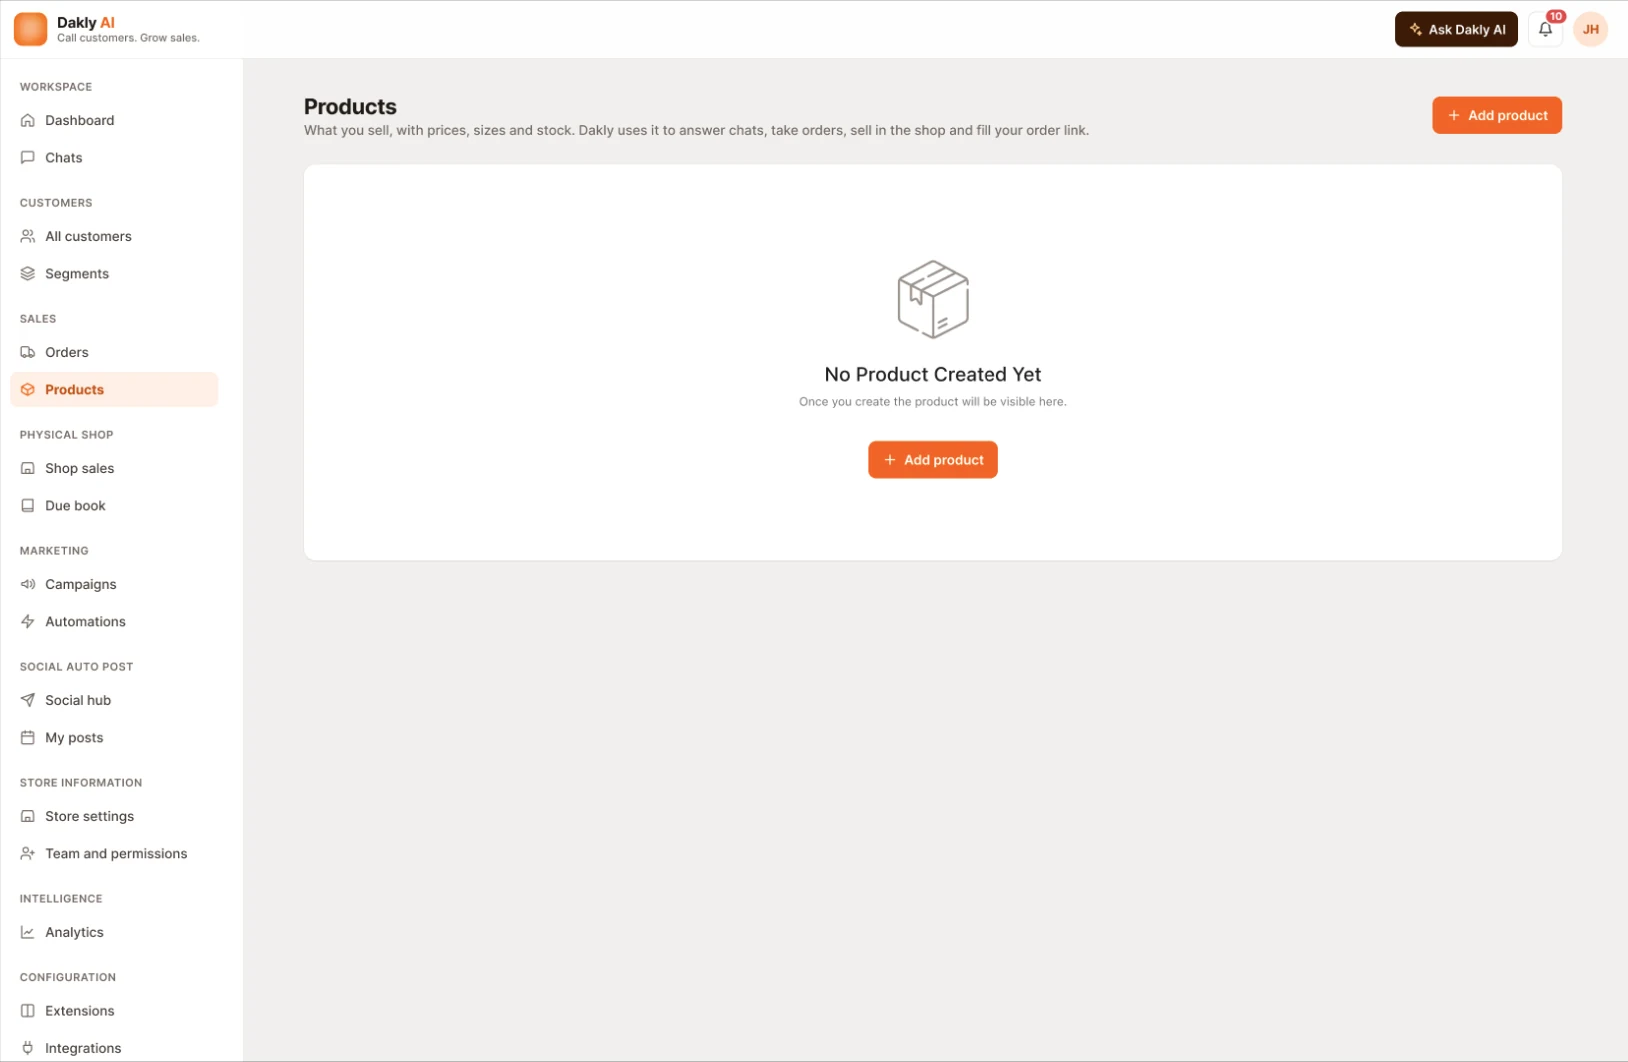 Dakly AI
Call customers. Grow sales.
Ask Dakly AI
10
JH
WORKSPACE
Dashboard
Chats
CUSTOMERS
All customers
Segments
SALES
Orders
Products
PHYSICAL SHOP
Shop sales
Due book
MARKETING
Campaigns
Automations
SOCIAL AUTO POST
Social hub
My posts
STORE INFORMATION
Store settings
Team and permissions
INTELLIGENCE
Analytics
CONFIGURATION
Extensions
Integrations
Products
What you sell, with prices, sizes and stock. Dakly uses it to answer chats, take orders, sell in the shop and fill your order link.
+ Add product
No Product Created Yet
Once you create the product will be visible here.
+ Add product